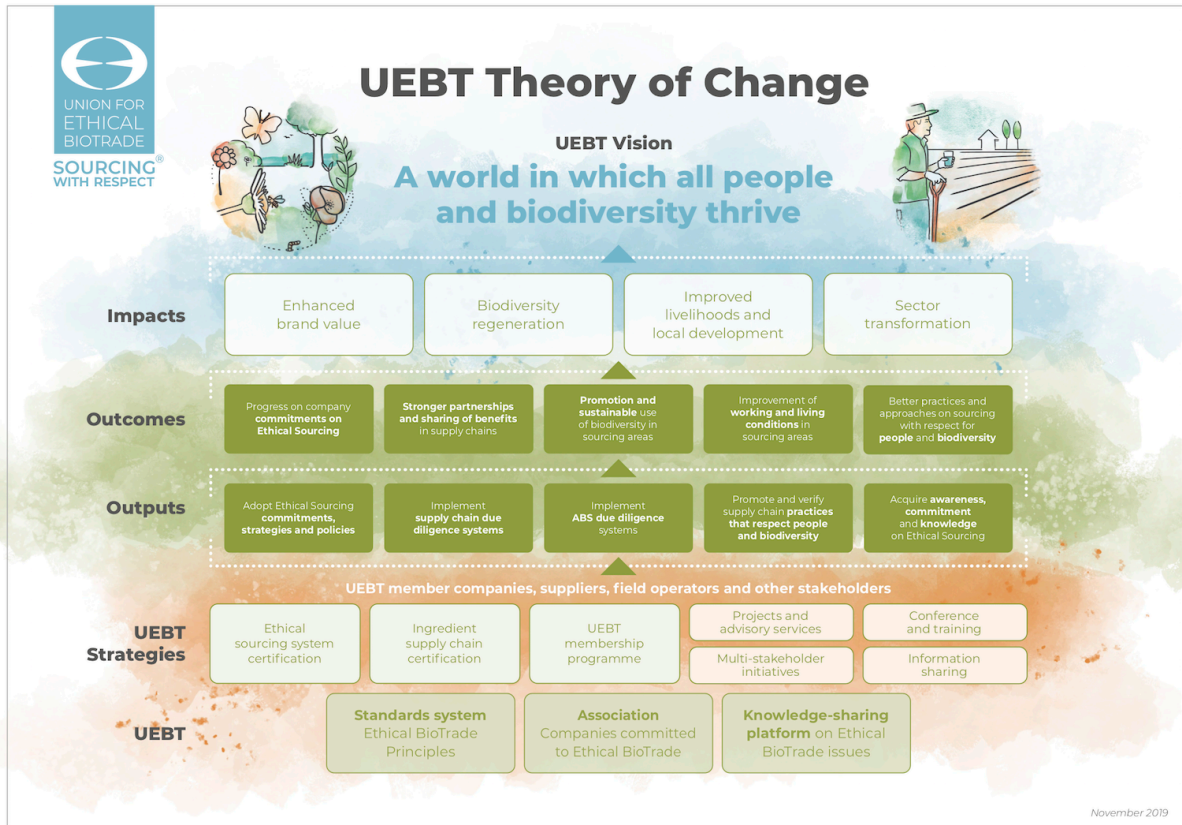 UNION FOR
ETHICAL
BIOTRADE
SOURCING®
WITH RESPECT
UEBT Theory of Change
UEBT Vision
A world in which all people
and biodiversity thrive
Impacts
Enhanced
brand value
Biodiversity
regeneration
Improved
livelihoods and
local development
Sector
transformation
Outcomes
Progress on company
commitments on
Ethical Sourcing
Stronger partnerships
and sharing of benefits
in supply chains
Promotion and
sustainable use
of biodiversity in
sourcing areas
Improvement of
working and living
conditions in
sourcing areas
Better practices and
approaches on sourcing
with respect for
people and biodiversity
Outputs
Adopt Ethical Sourcing
commitments,
strategies and policies
Implement
supply chain due
diligence systems
Implement
ABS due diligence
systems
Promote and verify
supply chain practices
that respect people
and biodiversity
Acquire awareness,
commitment
and knowledge
on Ethical Sourcing
UEBT member companies, suppliers, field operators and other stakeholders
UEBT
Strategies
Ethical
sourcing system
certification
Ingredient
supply chain
certification
UEBT
membership
programme
Projects and
advisory services
Multi-stakeholder
initiatives
Conference
and training
Information
sharing
UEBT
Standards system
Ethical BioTrade
Principles
Association
Companies committed
to Ethical BioTrade
Knowledge-sharing
platform on Ethical
BioTrade issues
November 2019